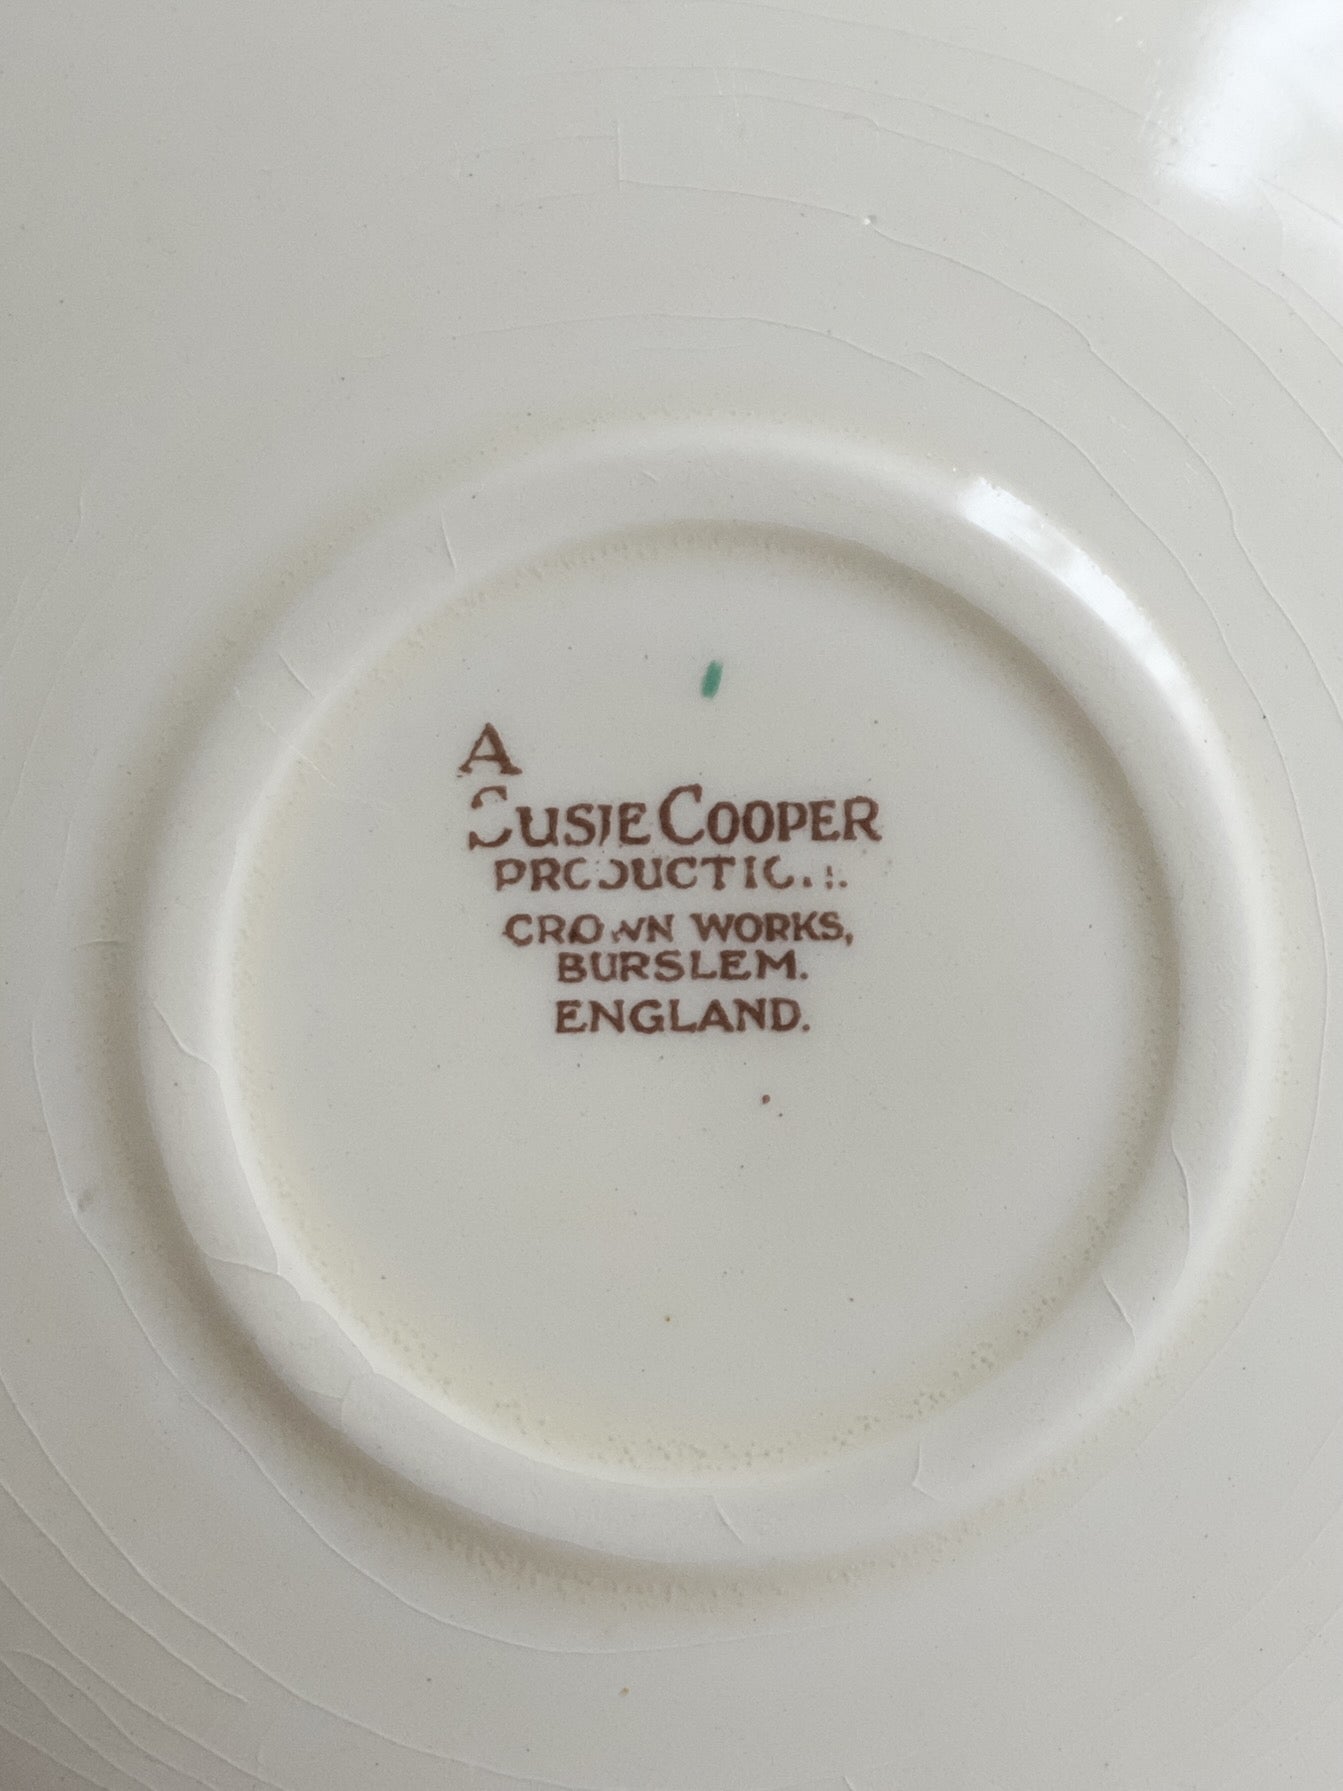 A
SUSIE COOPER
PRODUCTION.
CROWN WORKS,
BURSLEM.
ENGLAND.